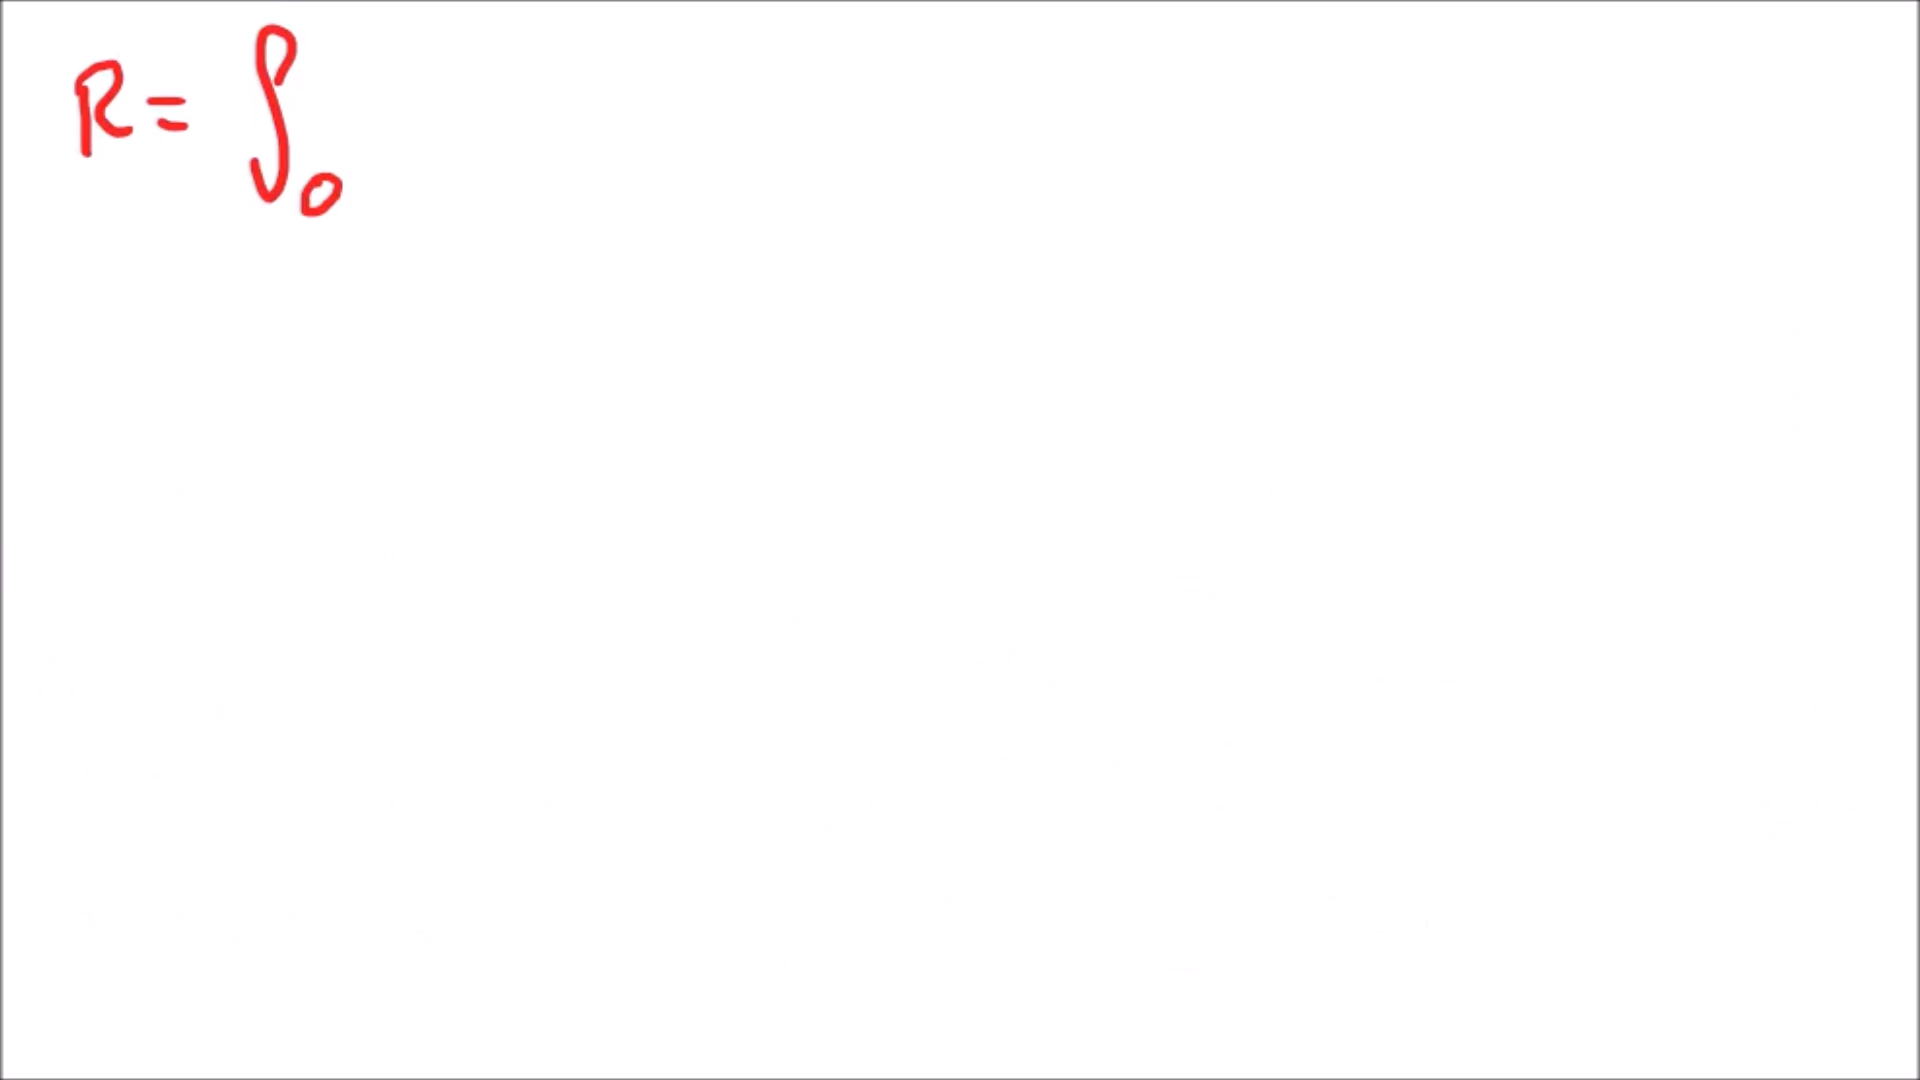 R = ∫₀